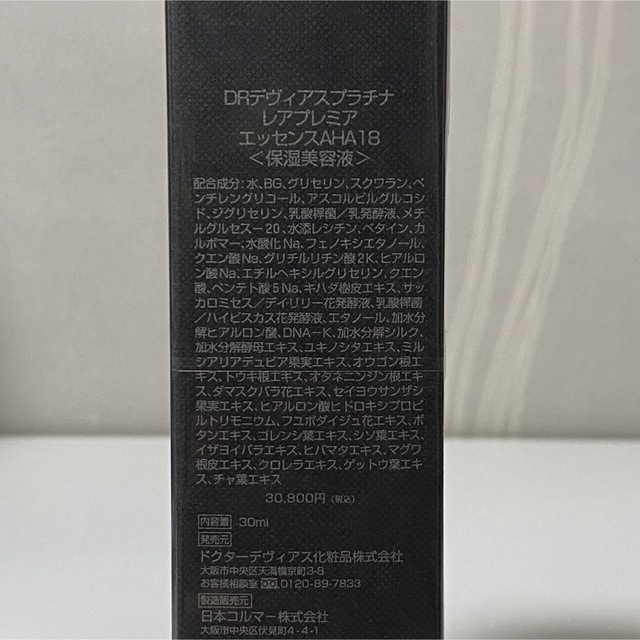 DRデヴィアスプラチナ
レアプレミア
エッセンスAHA18
＜保湿美容液＞
配合成分:水、BG、グリセリン、スクワラン、ペ
ンチレングリコール、アスコルビルグルコシ
ド、ジグリセリン、乳酸桿菌/乳発酵液、メチ
ルグルセスー20、水添レシチン、ベタイン、カ
ルボマー、水酸化Na、フェノキシエタノール、
クエン酸Na、グリチルリチン酸2K、ヒアルロ
ン酸Na、エチルヘキシルグリセリン、クエン
酸、ペンテト酸5Na、キハダ樹皮エキス、サッ
カロミセス/デイリリー花発酵液、乳酸桿菌
/ハイビスカス花発酵液、エタノール、加水分
解ヒアルロン酸、DNA-K、加水分解シルク、
加水分解酵母エキス、ユキノシタエキス、ミル
シアリアデュビア果実エキス、オウゴン根エ
キス、トウキ根エキス、オタネニンジン根エキ
ス、ダマスクバラ花エキス、セイヨウサンザシ
果実エキス、ヒアルロン酸ヒドロキシプロピ
ルトリモニウム、フユボダイジュ花エキス、ボ
タンエキス、ゴレンシ葉エキス、シソ葉エキス、
イザヨイバラエキス、ヒバマタエキス、マグワ
根皮エキス、クロレラエキス、ゲットウ葉エキ
ス、チャ葉エキス
30,800円(税込)
内容量 30ml
発売元
ドクターデヴィアス化粧品株式会社
大阪市中央区天満橋京町3-8
お客様相談室 0120-89-7833
製造販売元
日本コルマー株式会社
大阪市中央区伏見町4-4-1